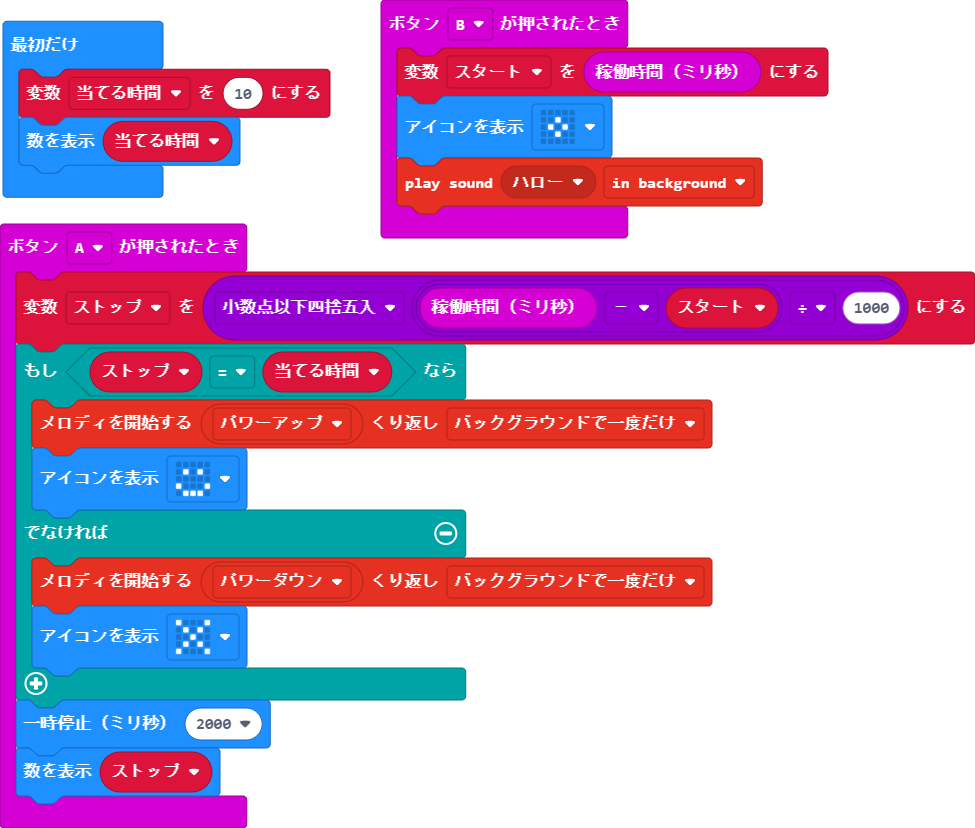 最初だけ
変数 当てる時間 を 10 にする
数を表示 当てる時間
ボタン B が押されたとき
変数 スタート を 稼働時間（ミリ秒） にする
アイコンを表示
play sound ハロー in background
ボタン A が押されたとき
変数 ストップ を 小数点以下四捨五入 稼働時間（ミリ秒） - スタート ÷ 1000 にする
もし ストップ = 当てる時間 なら
メロディを開始する パワーアップ くり返し バックグラウンドで一度だけ
アイコンを表示
でなければ
メロディを開始する パワーダウン くり返し バックグラウンドで一度だけ
アイコンを表示
一時停止（ミリ秒） 2000
数を表示 ストップ